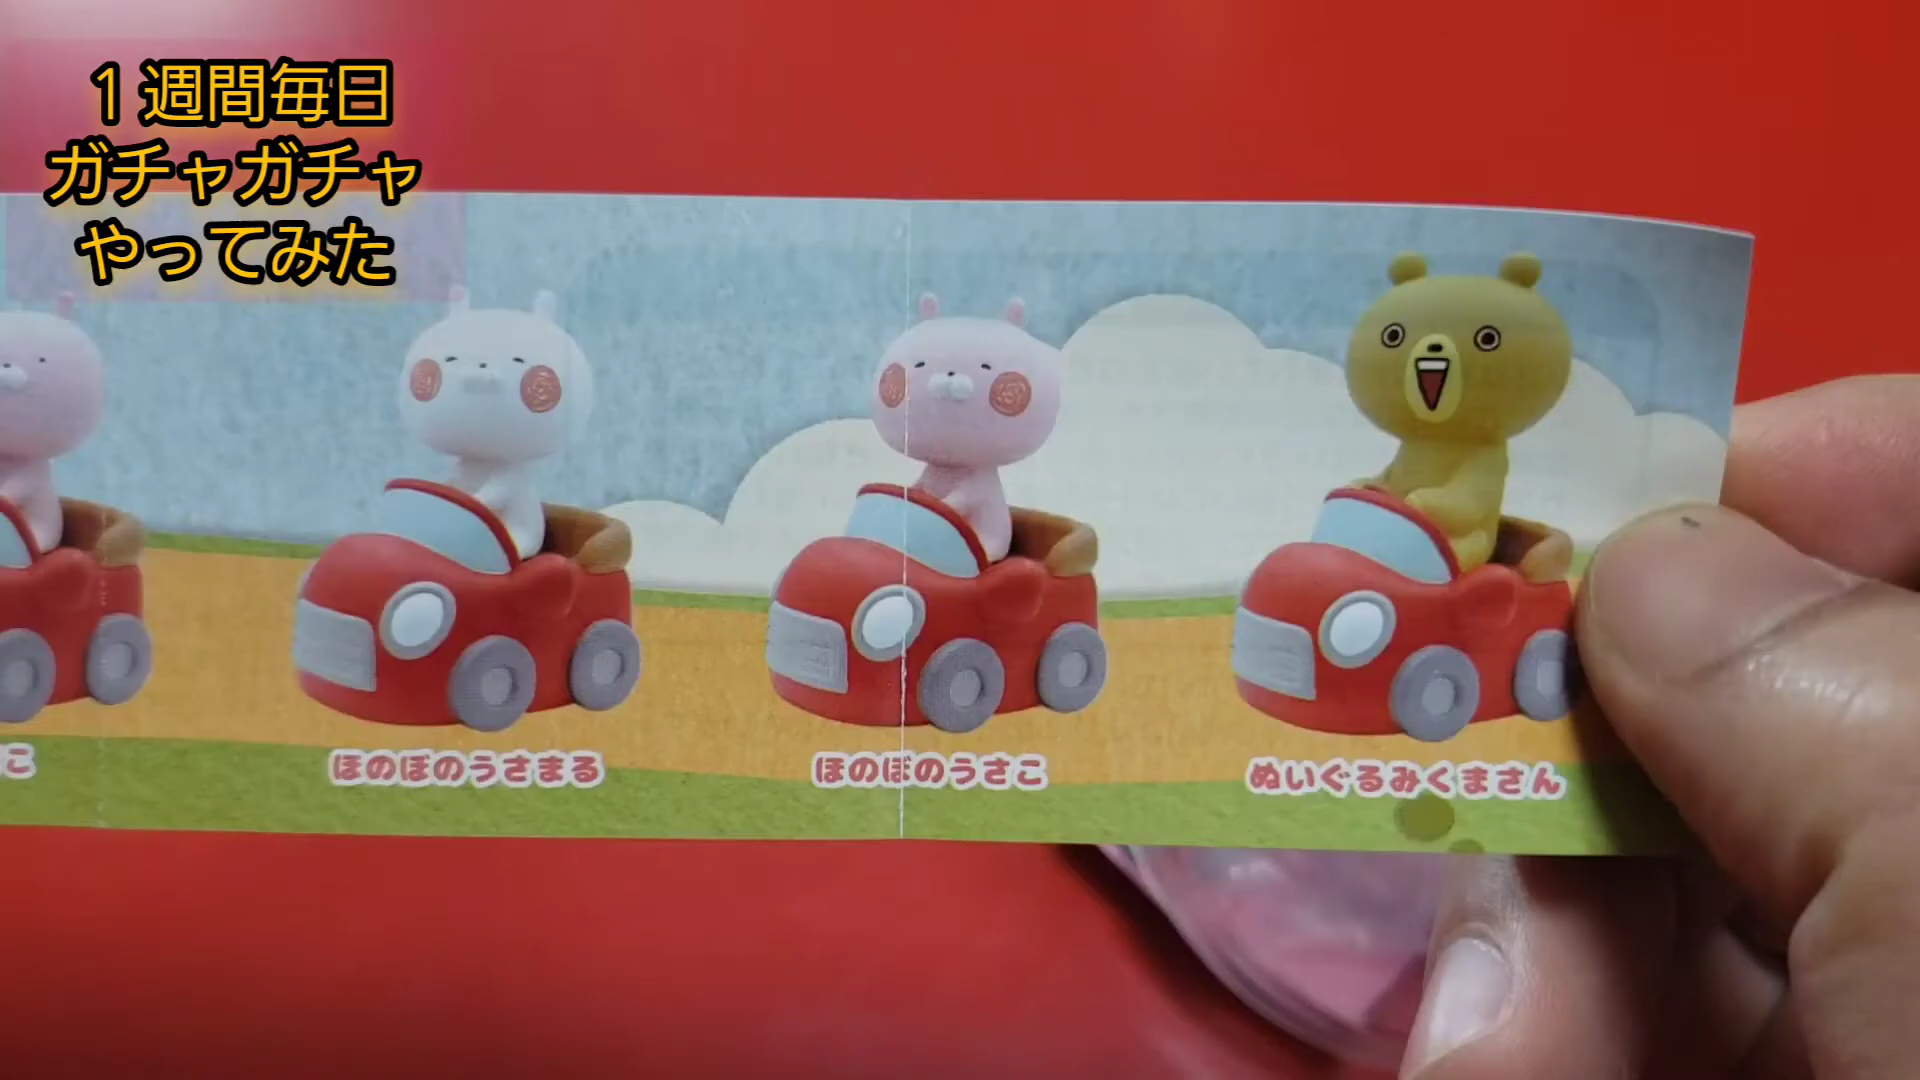 １週間毎日
ガチャガチャ
やってみた
こ
ほのぼのうさまる
ほのぼのうさこ
ぬいぐるみくまさん